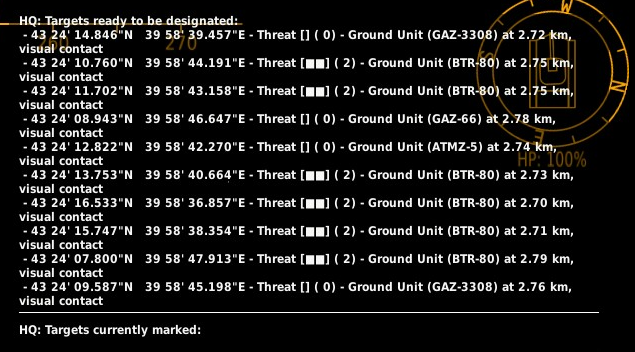 HQ: Targets ready to be designated:
- 43 24' 14.846"N   39 58' 39.457"E - Threat [] ( 0) - Ground Unit (GAZ-3308) at 2.72 km,
visual contact
260 270
- 43 24' 10.760"N   39 58' 44.191"E - Threat [■■] ( 2) - Ground Unit (BTR-80) at 2.75 km,
visual contact
- 43 24' 11.702"N   39 58' 43.158"E - Threat [■■] ( 2) - Ground Unit (BTR-80) at 2.75 km,
visual contact
N
- 43 24' 08.943"N   39 58' 46.647"E - Threat [] ( 0) - Ground Unit (GAZ-66) at 2.78 km,
visual contact
E
- 43 24' 12.822"N   39 58' 42.270"E - Threat [] ( 0) - Ground Unit (ATMZ-5) at 2.74 km,
visual contact
HP: 100%
- 43 24' 13.753"N   39 58' 40.664"E - Threat [■■] ( 2) - Ground Unit (BTR-80) at 2.73 km,
visual contact
- 43 24' 16.533"N   39 58' 36.857"E - Threat [■■] ( 2) - Ground Unit (BTR-80) at 2.70 km,
visual contact
- 43 24' 15.747"N   39 58' 38.354"E - Threat [■■] ( 2) - Ground Unit (BTR-80) at 2.71 km,
visual contact
- 43 24' 07.800"N   39 58' 47.913"E - Threat [■■] ( 2) - Ground Unit (BTR-80) at 2.79 km,
visual contact
- 43 24' 09.587"N   39 58' 45.198"E - Threat [] ( 0) - Ground Unit (GAZ-3308) at 2.76 km,
visual contact
HQ: Targets currently marked: